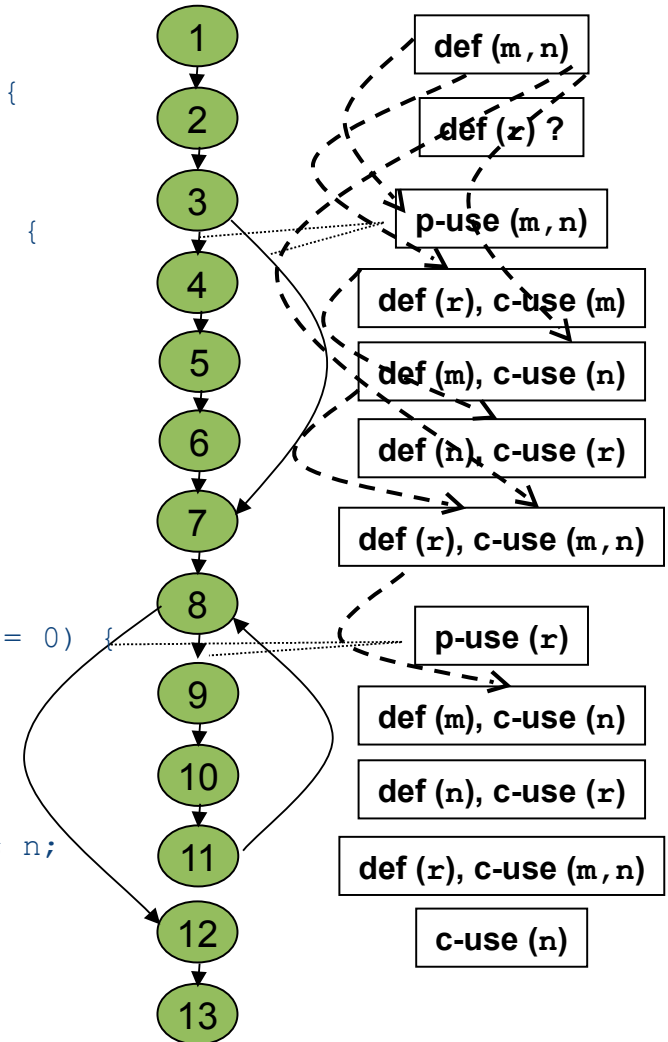 1
def (m,n)
{
2
def (r) ?
3
{
p-use (m,n)
4
def (r), c-use (m)
5
def (m), c-use (n)
6
def (n), c-use (r)
7
def (r), c-use (m,n)
8
= 0) {
p-use (r)
9
def (m), c-use (n)
10
def (n), c-use (r)
n;
11
def (r), c-use (m,n)
12
c-use (n)
13